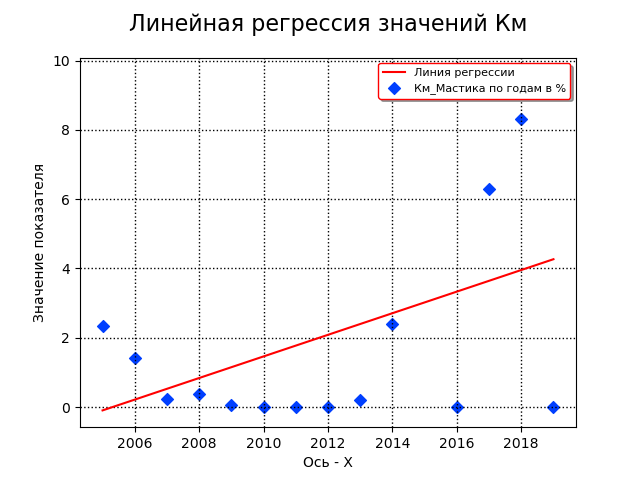 Линейная регрессия значений Км
Линия регрессии
Км_Мастика по годам в %
Значение показателя
10
8
6
4
2
0
2006 2008 2010 2012 2014 2016 2018
Ось - X